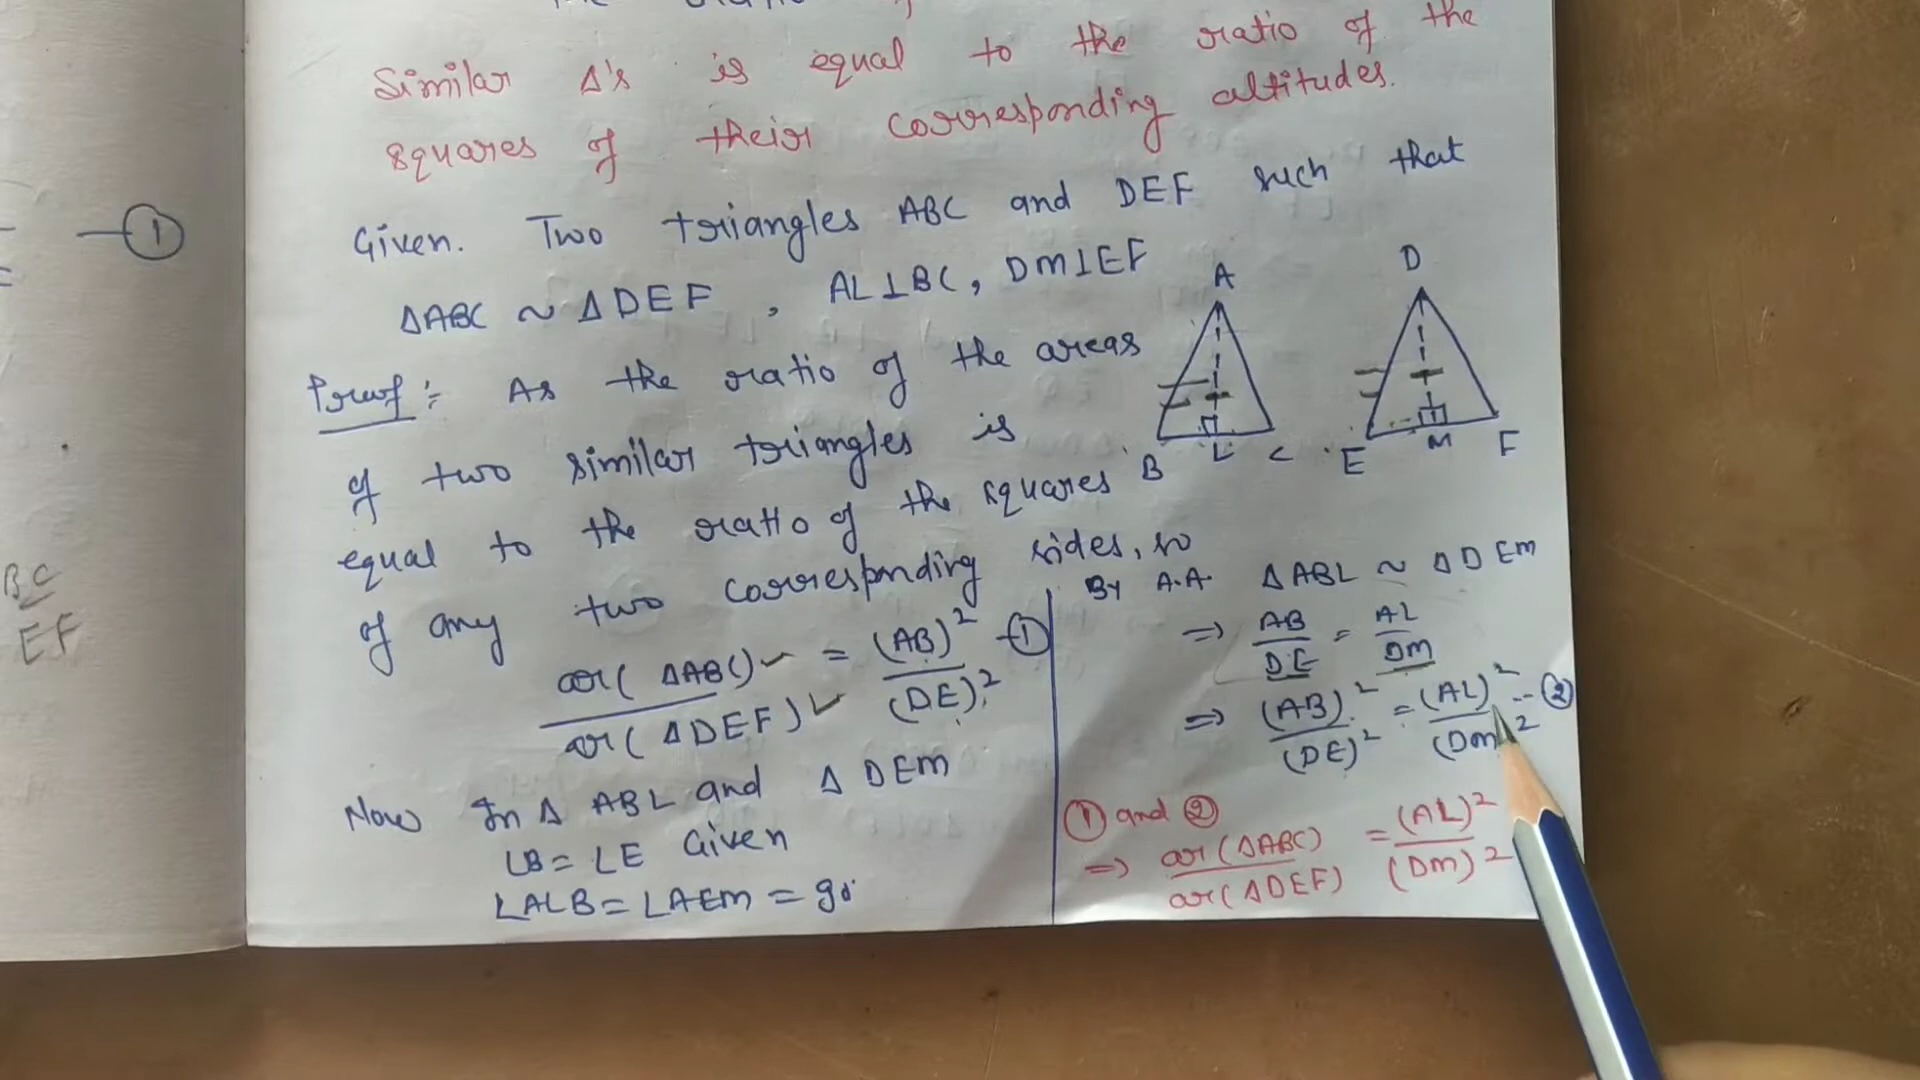 Similar Δ's is equal to the ratio of the
squares of their corresponding altitudes.
Given. Two triangles ABC and DEF such that
ΔABC ~ ΔDEF, AL⊥BC, DM⊥EF
Proof:- As the ratio of the areas
of two similar triangles is
equal to the ratio of the squares
of any two corresponding sides, so
ar(ΔABC)/ar(ΔDEF) = (AB)²/(DE)² -①
Now In Δ ABL and Δ DEM
∠B = ∠E Given
∠ALB = ∠AEM = 90°
A
B L C
D
E M F
By A.A. ΔABL ~ ΔDEM
⇒ AB/DE = AL/DM
⇒ (AB)²/(DE)² = (AL)²/(DM)² -- ②
① and ②
⇒ ar(ΔABC)/ar(ΔDEF) = (AL)²/(DM)²
— ①
BC
EF